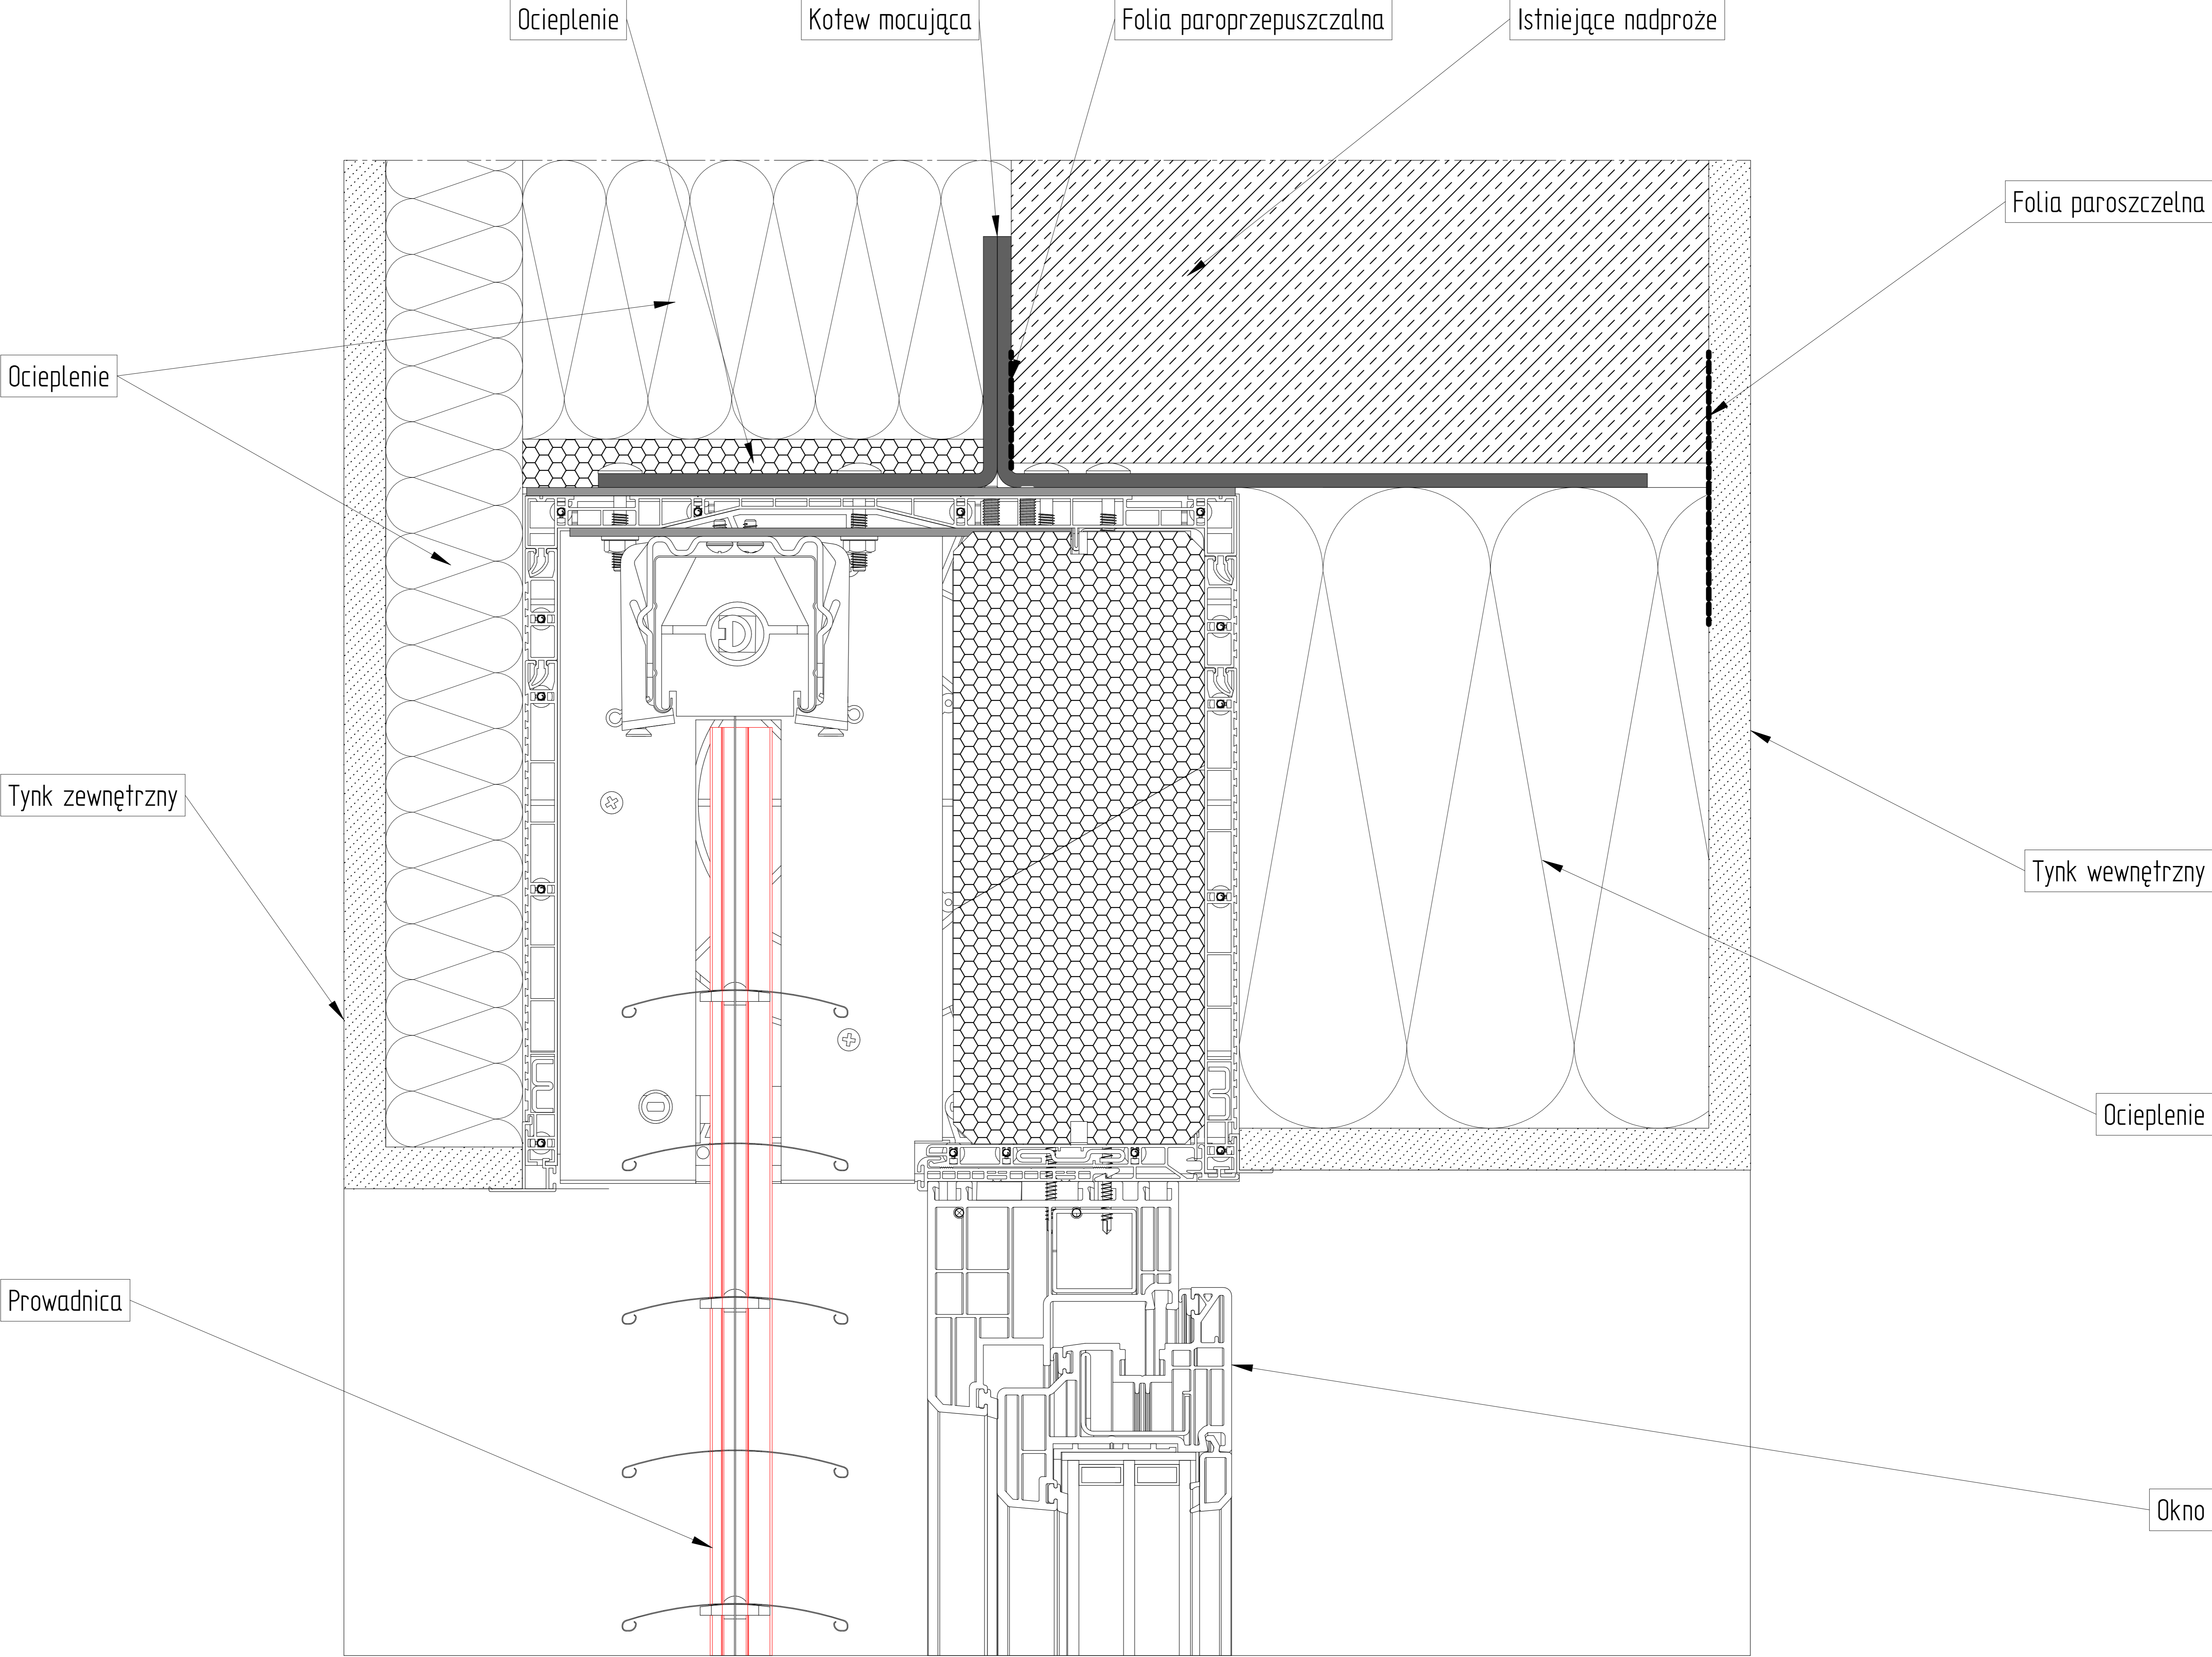 Ocieplenie
Kotew mocująca
Folia paroprzepuszczalna
Istniejące nadproże
Folia paroszczelna
Ocieplenie
Tynk zewnętrzny
Tynk wewnętrzny
Ocieplenie
Prowadnica
Okno